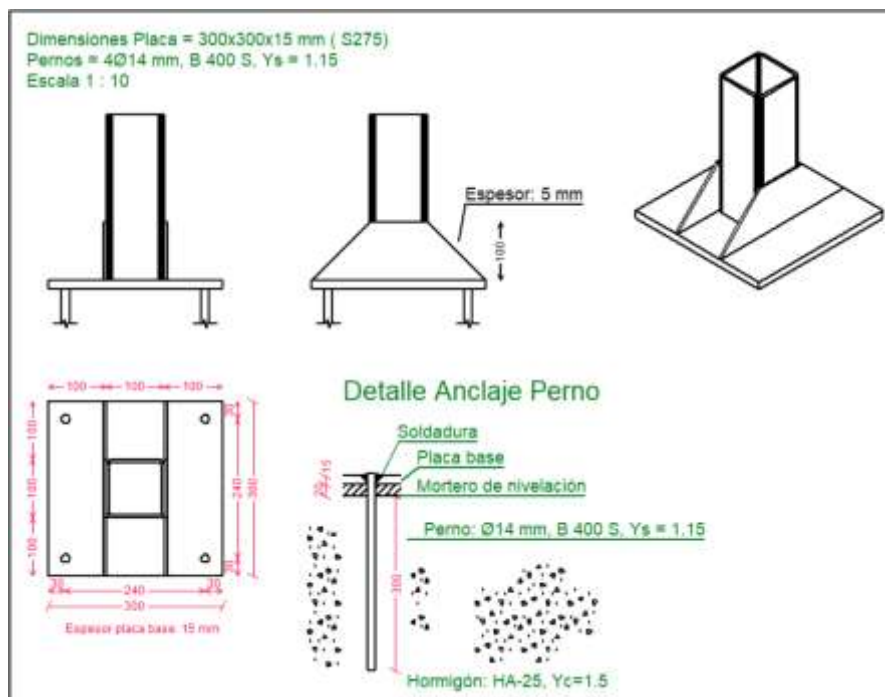 Dimensiones Placa = 300x300x15 mm ( S275)
Pernos = 4Ø14 mm, B 400 S, Ys = 1.15
Escala 1 : 10
Espesor: 5 mm
100
100 100 100
100
100
100
30
240
30
300
30 240 30
300
Espesor placa base: 15 mm
Detalle Anclaje Perno
Soldadura
Placa base
Mortero de nivelación
15
Perno: Ø14 mm, B 400 S, Ys = 1.15
300
Hormigón: HA-25, Yc=1.5